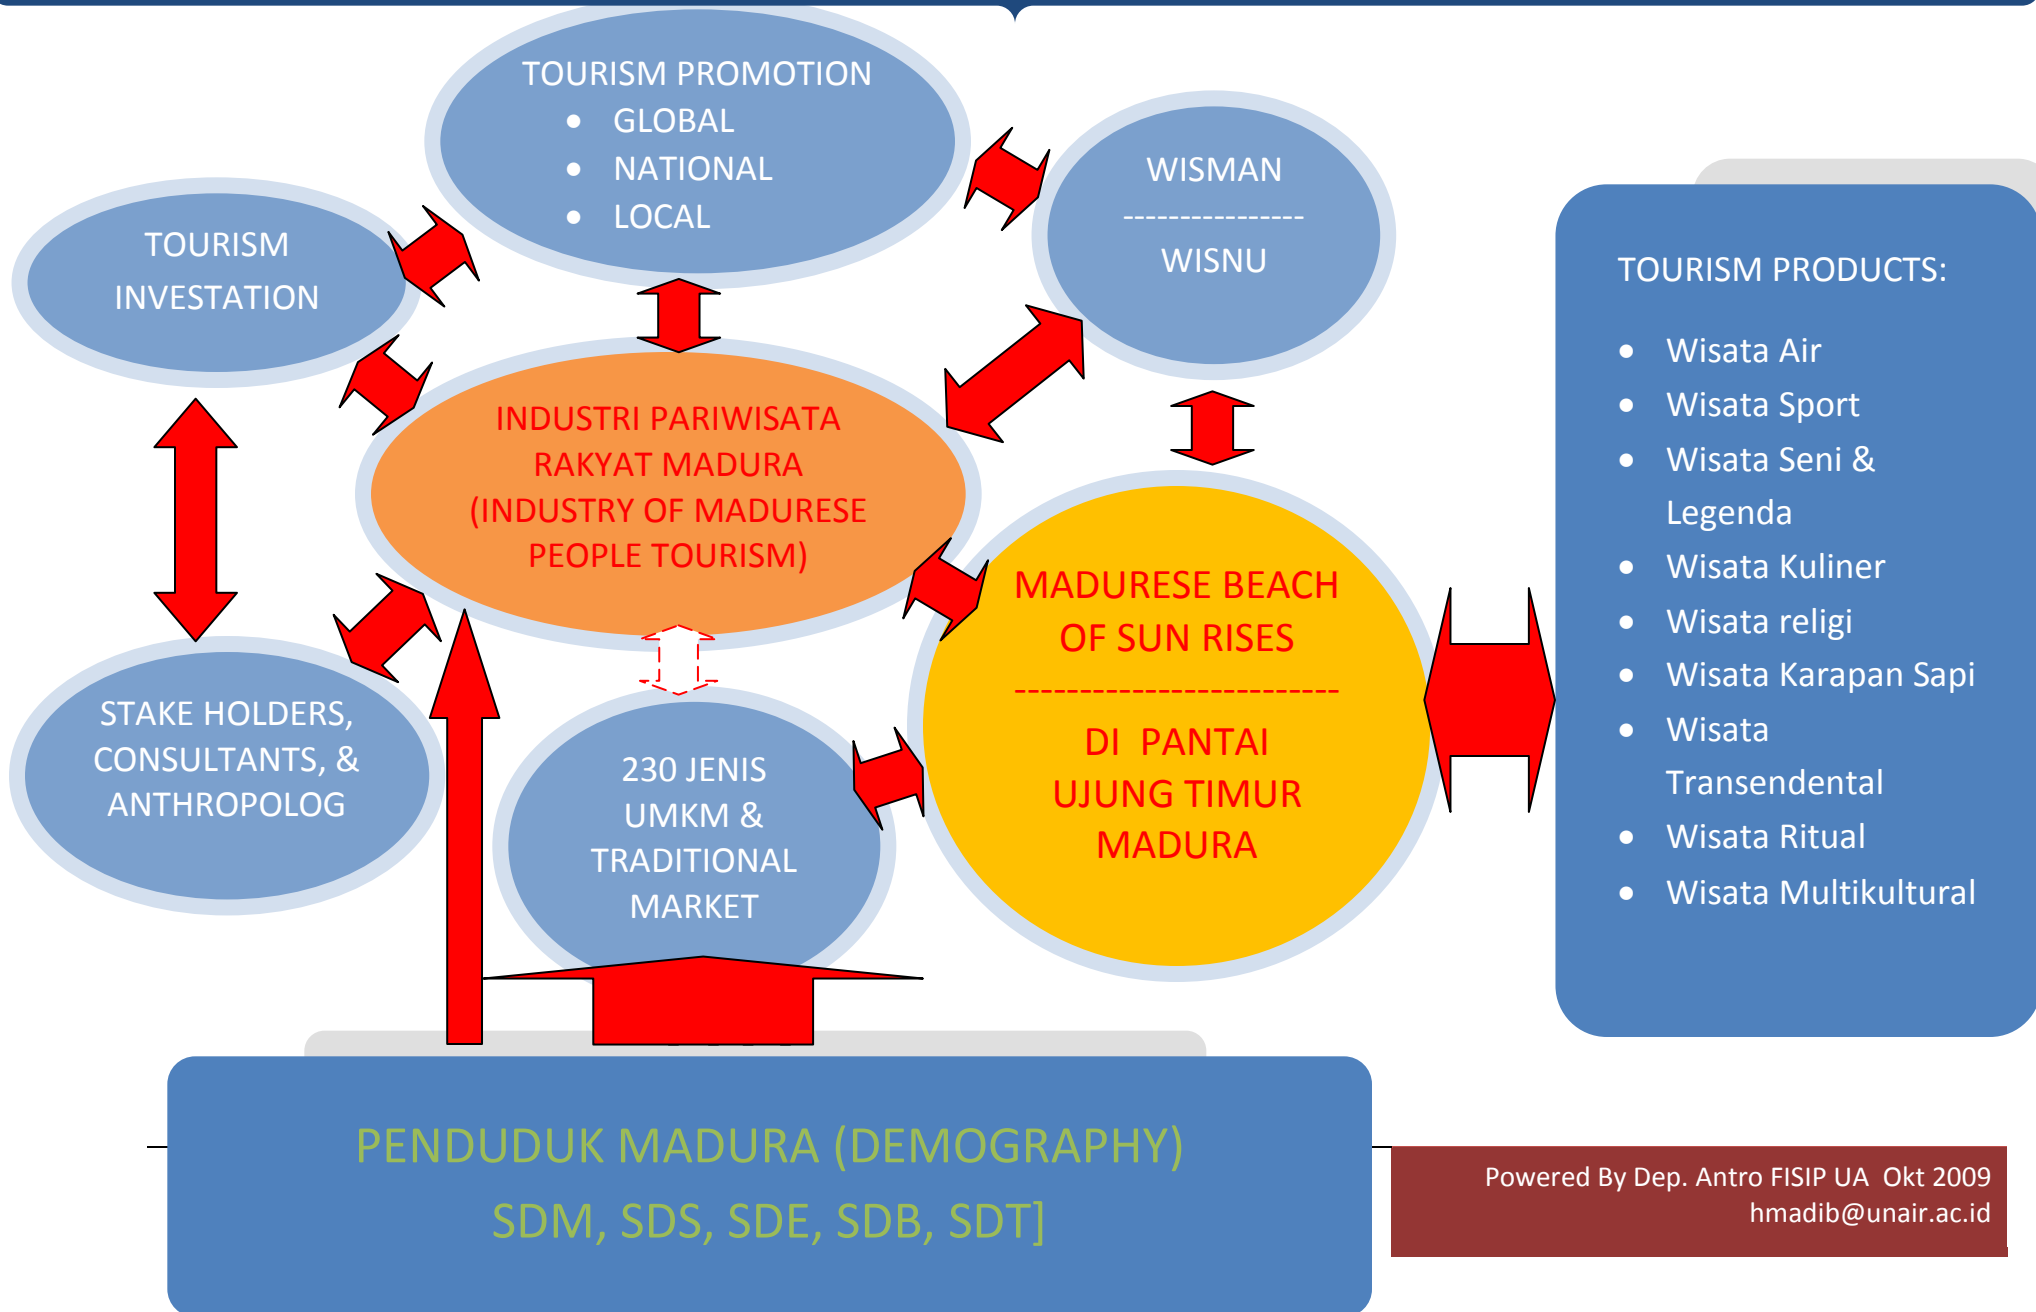 TOURISM PROMOTION
• GLOBAL
• NATIONAL
• LOCAL
WISMAN
----------------
WISNU
TOURISM
INVESTATION
INDUSTRI PARIWISATA
RAKYAT MADURA
(INDUSTRY OF MADURESE
PEOPLE TOURISM)
MADURESE BEACH
OF SUN RISES
-------------------------
DI  PANTAI
UJUNG TIMUR
MADURA
STAKE HOLDERS,
CONSULTANTS, &
ANTHROPOLOG
230 JENIS
UMKM &
TRADITIONAL
MARKET
TOURISM PRODUCTS:
• Wisata Air
• Wisata Sport
• Wisata Seni &
Legenda
• Wisata Kuliner
• Wisata religi
• Wisata Karapan Sapi
• Wisata
Transendental
• Wisata Ritual
• Wisata Multikultural
PENDUDUK MADURA (DEMOGRAPHY)
SDM, SDS, SDE, SDB, SDT]
Powered By Dep. Antro FISIP UA  Okt 2009
hmadib@unair.ac.id